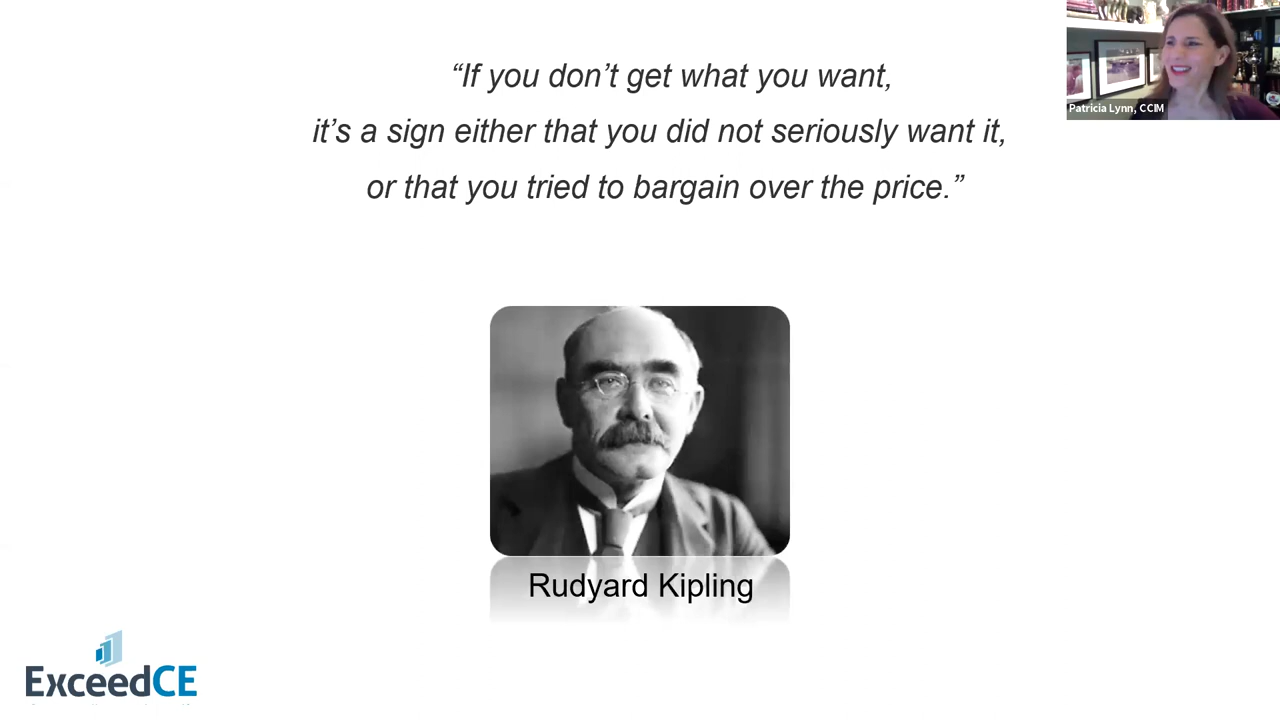 “If you don’t get what you want,
it’s a sign either that you did not seriously want it,
or that you tried to bargain over the price.”
Patricia Lynn, CCIM
Rudyard Kipling
ExceedCE